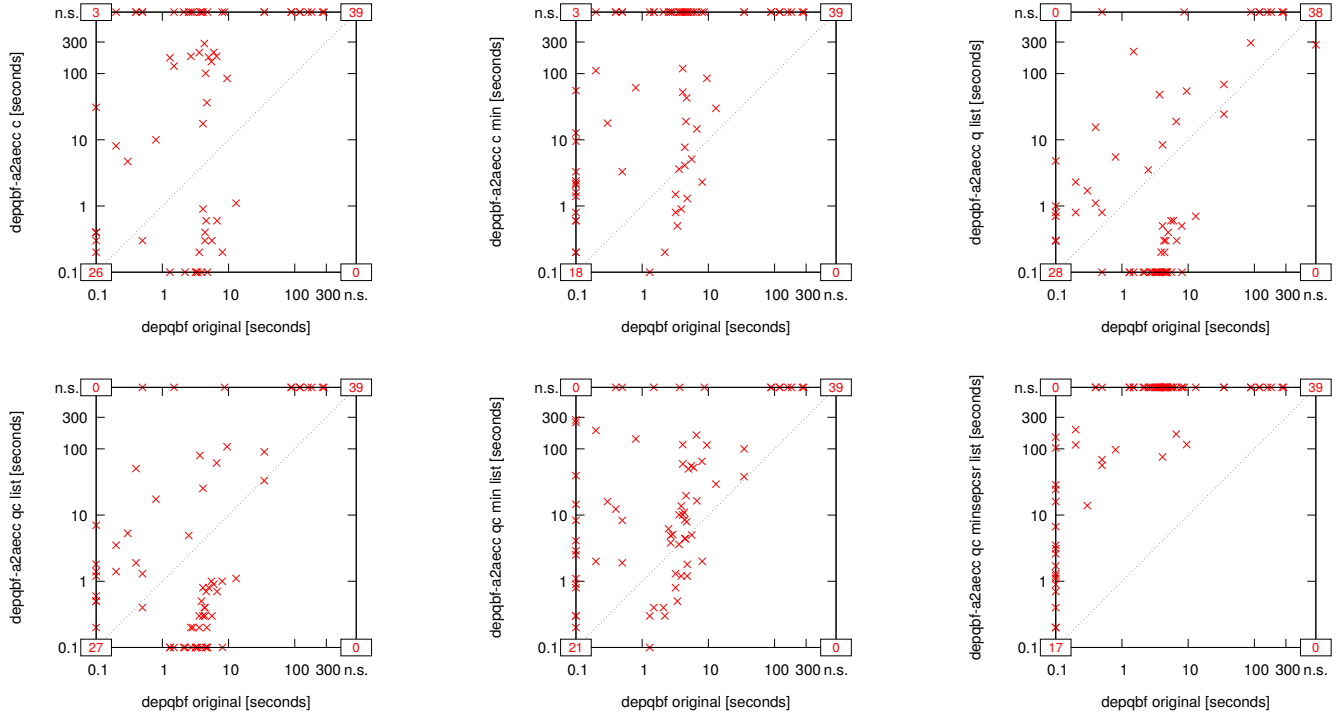 n.s. 3 39
300
100
10
1
0.1 26 0
0.1 1 10 100 300 n.s.
depqbf original [seconds]
depqbf-a2aecc c [seconds]
n.s. 3 39
300
100
10
1
0.1 18 0
0.1 1 10 100 300 n.s.
depqbf original [seconds]
depqbf-a2aecc c min [seconds]
n.s. 0 38
300
100
10
1
0.1 28 0
0.1 1 10 100 300 n.s.
depqbf original [seconds]
depqbf-a2aecc q list [seconds]
n.s. 0 39
300
100
10
1
0.1 27 0
0.1 1 10 100 300 n.s.
depqbf original [seconds]
depqbf-a2aecc qc list [seconds]
n.s. 0 39
300
100
10
1
0.1 21 0
0.1 1 10 100 300 n.s.
depqbf original [seconds]
depqbf-a2aecc qc min list [seconds]
n.s. 0 39
300
100
10
1
0.1 17 0
0.1 1 10 100 300 n.s.
depqbf original [seconds]
depqbf-a2aecc qc minsepcsr list [seconds]